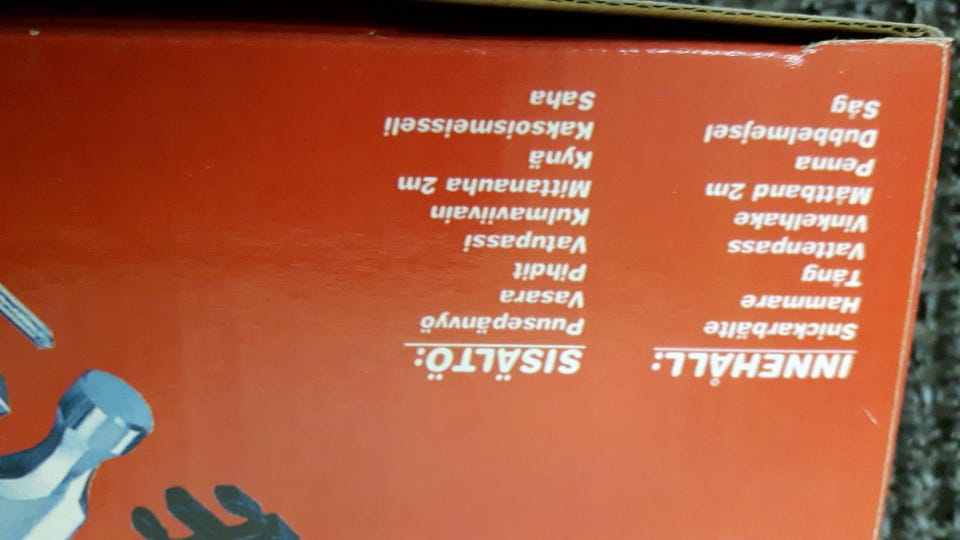 INNEHÅLL:
Snickarbälte
Hammare
Tång
Vattenpass
Vinkelhake
Måttband 2m
Penna
Dubbelmejsel
Såg
SISÄLTÖ:
Puusepänvyö
Vasara
Pihdit
Vatupassi
Kulmaviivain
Mittanauha 2m
Kynä
Kaksoismeisseli
Saha